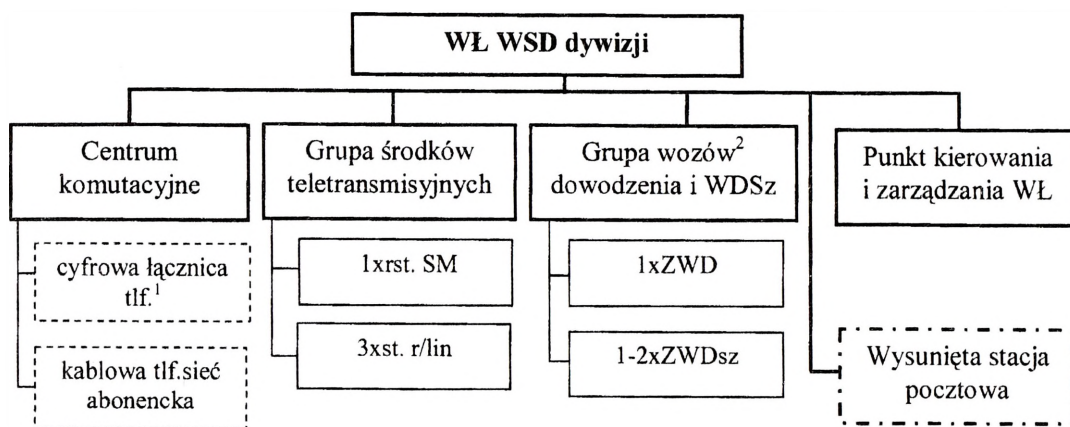 WŁ WSD dywizji
Centrum
komutacyjne
cyfrowa łącznica
tlf.¹
kablowa tlf.sieć
abonencka
Grupa środków
teletransmisyjnych
1xrst. SM
3xst. r/lin
Grupa wozów²
dowodzenia i WDSz
1xZWD
1-2xZWDsz
Punkt kierowania
i zarządzania WŁ
Wysunięta stacja
pocztowa